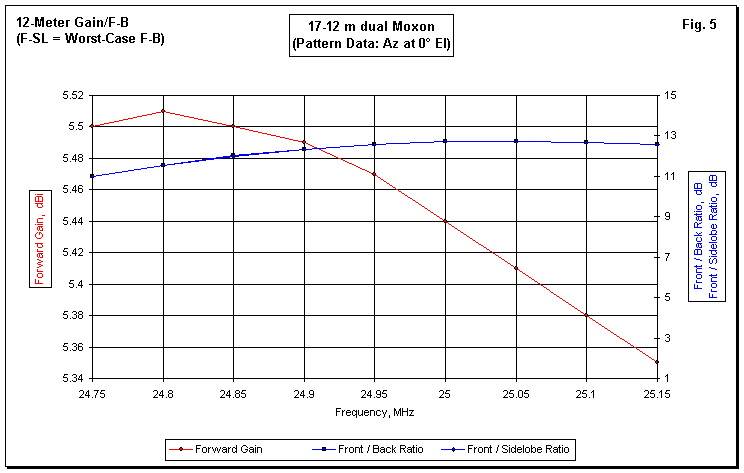 12-Meter Gain/F-B
(F-SL = Worst-Case F-B)
17-12 m dual Moxon
(Pattern Data: Az at 0° El)
Fig. 5
5.52
5.5
5.48
5.46
5.44
5.42
5.4
5.38
5.36
5.34
Forward Gain, dBi
15
13
11
9
7
5
3
1
Front / Back Ratio, dB
Front / Sidelobe Ratio, dB
24.75 24.8 24.85 24.9 24.95 25 25.05 25.1 25.15
Frequency, MHz
Forward Gain Front / Back Ratio Front / Sidelobe Ratio